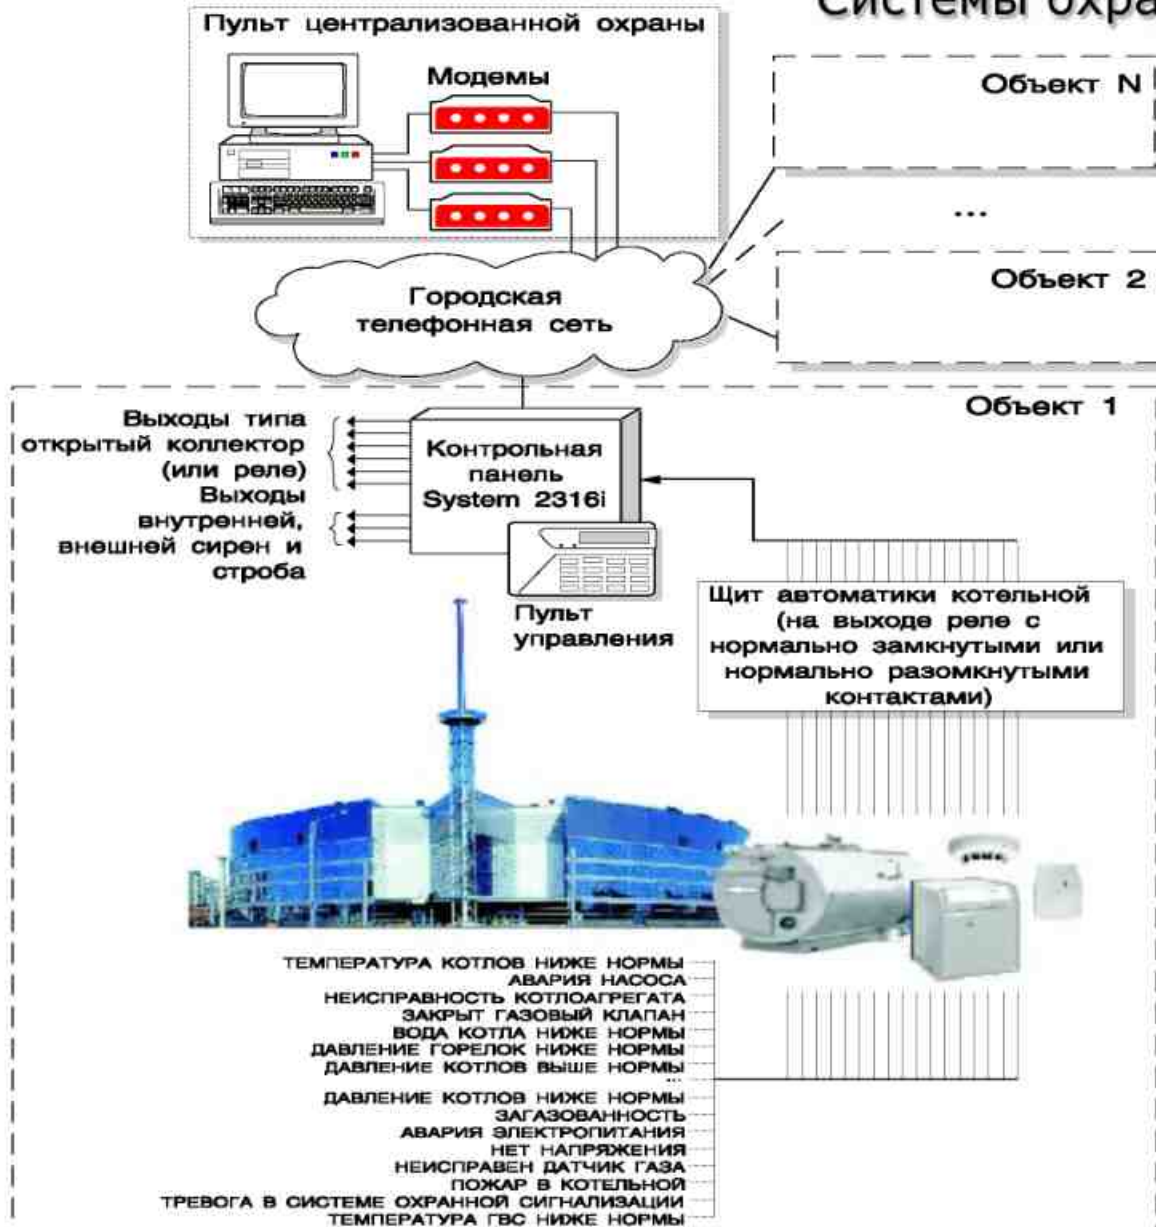 Системы охра
Пульт централизованной охраны
Модемы
Объект N
...
Объект 2
Городская
телефонная сеть
Объект 1
Выходы типа
открытый коллектор
(или реле)
Выходы
внутренней,
внешней сирен и
строба
Контрольная
панель
System 2316i
Пульт
управления
Щит автоматики котельной
(на выходе реле с
нормально замкнутыми или
нормально разомкнутыми
контактами)
ТЕМПЕРАТУРА КОТЛОВ НИЖЕ НОРМЫ
АВАРИЯ НАСОСА
НЕИСПРАВНОСТЬ КОТЛОАГРЕГАТА
ЗАКРЫТ ГАЗОВЫЙ КЛАПАН
ВОДА КОТЛА НИЖЕ НОРМЫ
ДАВЛЕНИЕ ГОРЕЛОК НИЖЕ НОРМЫ
ДАВЛЕНИЕ КОТЛОВ ВЫШЕ НОРМЫ
...
ДАВЛЕНИЕ КОТЛОВ НИЖЕ НОРМЫ
ЗАГАЗОВАННОСТЬ
АВАРИЯ ЭЛЕКТРОПИТАНИЯ
НЕТ НАПРЯЖЕНИЯ
НЕИСПРАВЕН ДАТЧИК ГАЗА
ПОЖАР В КОТЕЛЬНОЙ
ТРЕВОГА В СИСТЕМЕ ОХРАННОЙ СИГНАЛИЗАЦИИ
ТЕМПЕРАТУРА ГВС НИЖЕ НОРМЫ